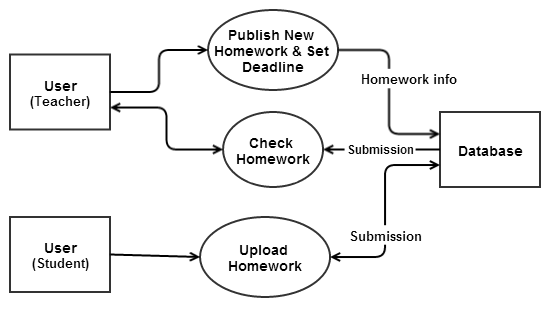 Publish New
Homework & Set
Deadline
User
(Teacher)
Homework info
Check
Homework
Submission
Database
User
(Student)
Upload
Homework
Submission